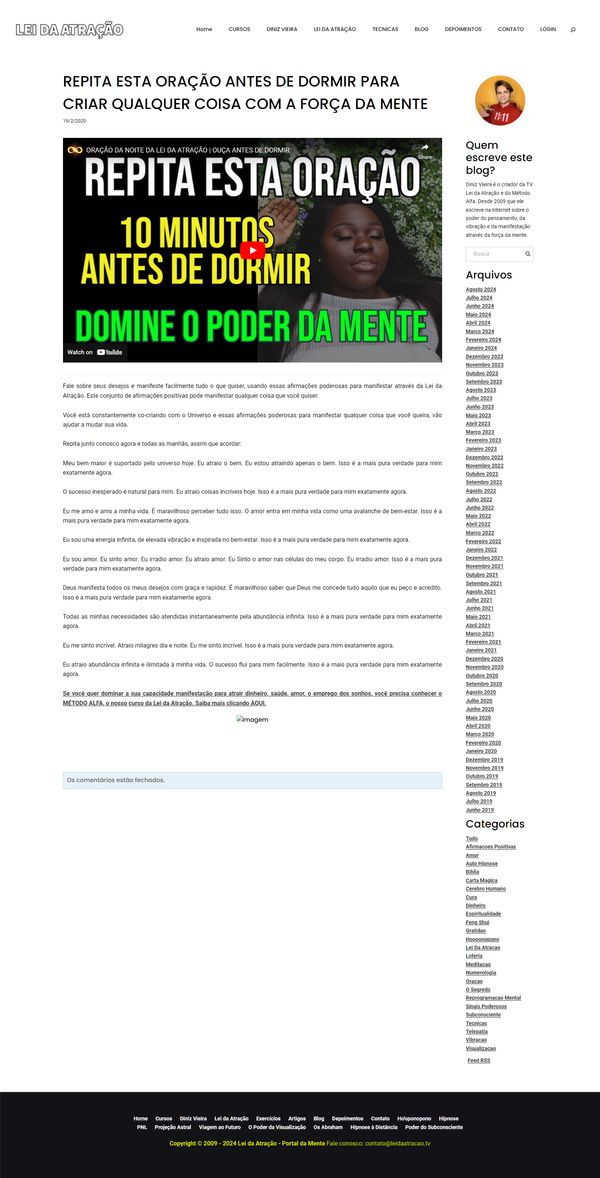 LEI DA ATRAÇÃO
Home CURSOS DINIZ VIEIRA LEI DA ATRAÇÃO TECNICAS BLOG DEPOIMENTOS CONTATO LOGIN
REPITA ESTA ORAÇÃO ANTES DE DORMIR PARA
CRIAR QUALQUER COISA COM A FORÇA DA MENTE
19/2/2020
ORAÇÃO DA NOITE DA LEI DA ATRAÇÃO | OUÇA ANTES DE DORMIR
Share
REPITA ESTA ORAÇÃO
10 MINUTOS
ANTES DE DORMIR
DOMINE O PODER DA MENTE
Watch on YouTube
Fale sobre seus desejos e manifeste facilmente tudo o que quiser, usando essas afirmações poderosas para manifestar através da Lei da
Atração. Este conjunto de afirmações positivas pode manifestar qualquer coisa que você quiser.
Você está constantemente co-criando com o Universo e essas afirmações poderosas para manifestar qualquer coisa que você queira, vão
ajudar a mudar sua vida.
Repita junto conosco agora e todas as manhãs, assim que acordar:
Meu bem maior é suportado pelo universo hoje. Eu atraio o bem. Eu estou atraindo apenas o bem. Isso é a mais pura verdade para mim
exatamente agora.
O sucesso inesperado é natural para mim. Eu atraio coisas incríveis hoje. Isso é a mais pura verdade para mim exatamente agora.
Eu me amo e amo a minha vida. É maravilhoso perceber tudo isso. O amor entra em minha vida como uma avalanche de bem-estar. Isso é a
mais pura verdade para mim exatamente agora.
Eu sou uma energia infinita, de elevada vibração e inspirada no bem-estar. Isso é a mais pura verdade para mim exatamente agora.
Eu sou amor. Eu sinto amor. Eu irradio amor. Eu atraio amor. Eu Sinto o amor nas células do meu corpo. Eu irradio amor. Isso é a mais pura
verdade para mim exatamente agora.
Deus manifesta todos os meus desejos com graça e rapidez. É maravilhoso saber que Deus me concede tudo aquilo que eu peço e acredito.
Isso é a mais pura verdade para mim exatamente agora.
Todas as minhas necessidades são atendidas instantaneamente pela abundância infinita. Isso é a mais pura verdade para mim exatamente
agora.
Eu me sinto incrível. Atraio milagres dia e noite. Eu me sinto incrível. Isso é a mais pura verdade para mim exatamente agora.
Eu atraio abundância infinita e ilimitada à minha vida. O sucesso flui para mim facilmente. Isso é a mais pura verdade para mim exatamente
agora.
Se você quer dominar a sua capacidade manifestação para atrair dinheiro, saúde, amor, o emprego dos sonhos, você precisa conhecer o
MÉTODO ALFA, o nosso curso da Lei da Atração. Saiba mais clicando AQUI.
Imagem
Os comentários estão fechados.
11:11
Quem
escreve este
blog?
Diniz Vieira é o criador da TV
Lei da Atração e do Método
Alfa. Desde 2009 que ele
escreve na Internet sobre o
poder do pensamento, da
vibração e da manifestação
através da força da mente.
Busca
Arquivos
Agosto 2024
Julho 2024
Junho 2024
Maio 2024
Abril 2024
Março 2024
Fevereiro 2024
Janeiro 2024
Dezembro 2023
Novembro 2023
Outubro 2023
Setembro 2023
Agosto 2023
Julho 2023
Junho 2023
Maio 2023
Abril 2023
Março 2023
Fevereiro 2023
Janeiro 2023
Dezembro 2022
Novembro 2022
Outubro 2022
Setembro 2022
Agosto 2022
Julho 2022
Junho 2022
Maio 2022
Abril 2022
Março 2022
Fevereiro 2022
Janeiro 2022
Dezembro 2021
Novembro 2021
Outubro 2021
Setembro 2021
Agosto 2021
Julho 2021
Junho 2021
Maio 2021
Abril 2021
Março 2021
Fevereiro 2021
Janeiro 2021
Dezembro 2020
Novembro 2020
Outubro 2020
Setembro 2020
Agosto 2020
Julho 2020
Junho 2020
Maio 2020
Abril 2020
Março 2020
Fevereiro 2020
Janeiro 2020
Dezembro 2019
Novembro 2019
Outubro 2019
Setembro 2019
Agosto 2019
Julho 2019
Junho 2019
Categorias
Tudo
Afirmacoes Positivas
Amor
Auto Hipnose
Biblia
Carta Magica
Cerebro Humano
Cura
Dinheiro
Espiritualidade
Feng Shui
Gratidao
Hooponopono
Lei Da Atracao
Loteria
Meditacao
Numerologia
Oracao
O Segredo
Reprogramacao Mental
Sinais Poderosos
Subconsciente
Tecnicas
Telepatia
Vibracao
Visualizacao
Feed RSS
Home Cursos Diniz Vieira Lei da Atração Exercícios Artigos Blog Depoimentos Contato Ho'oponopono Hipnose
PNL Projeção Astral Viagem ao Futuro O Poder da Visualização Os Abraham Hipnose à Distância Poder do Subconsciente
Copyright © 2009 - 2024 Lei da Atração - Portal da Mente Fale conosco: contato@leidaatracao.tv